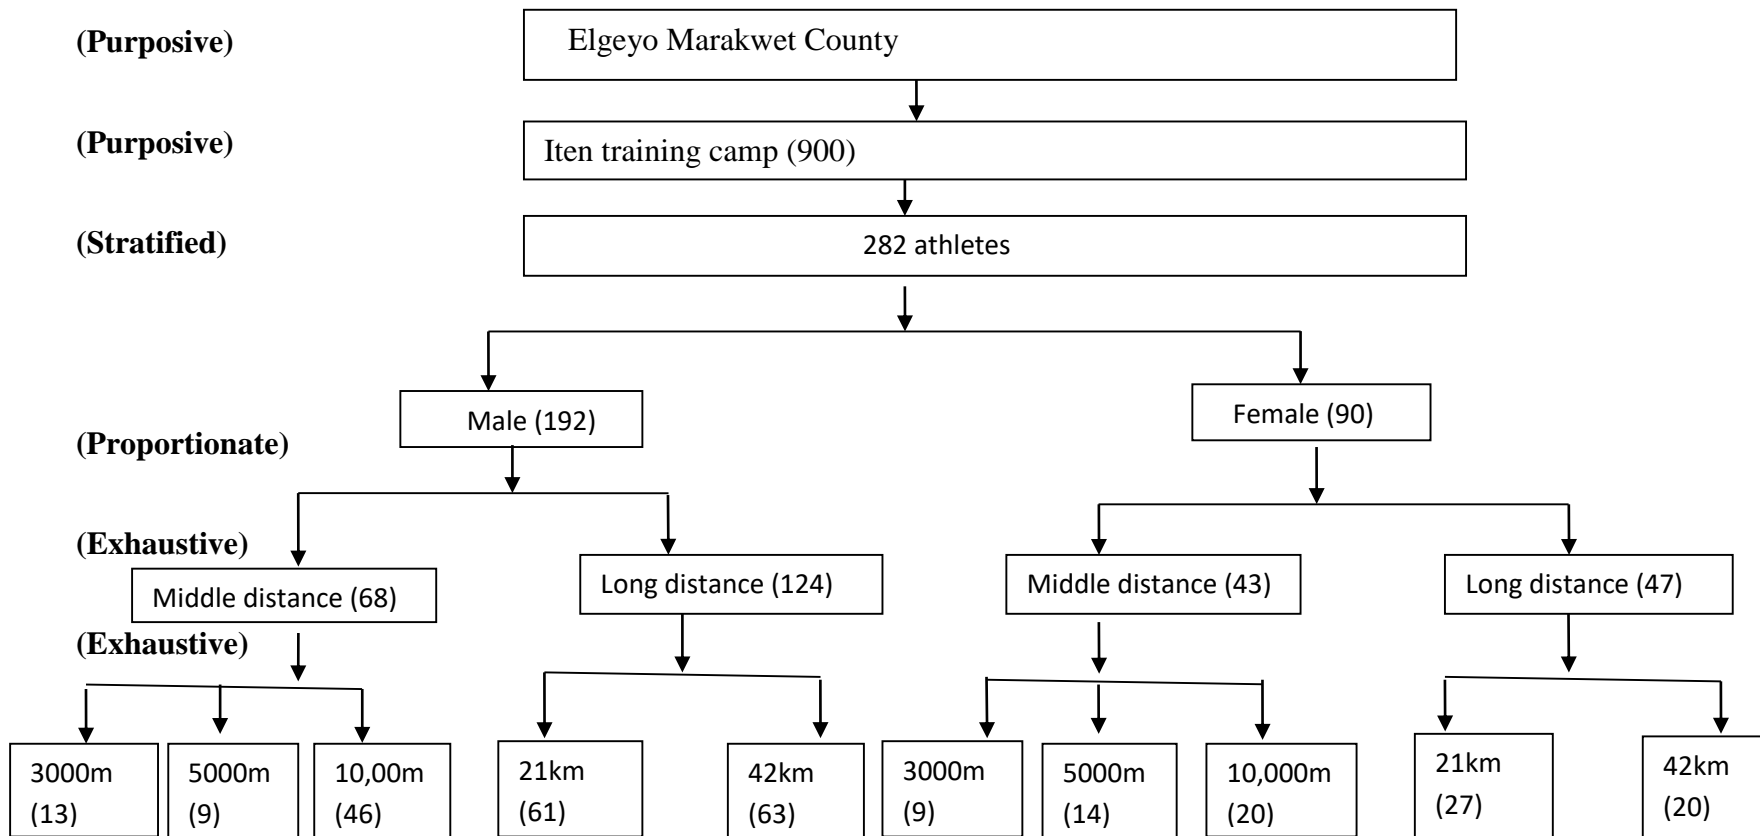 (Purposive)
Elgeyo Marakwet County
(Purposive)
Iten training camp (900)
(Stratified)
282 athletes
Male (192)
Female (90)
(Proportionate)
(Exhaustive)
Middle distance (68)
Long distance (124)
Middle distance (43)
Long distance (47)
(Exhaustive)
3000m
(13)
5000m
(9)
10,00m
(46)
21km
(61)
42km
(63)
3000m
(9)
5000m
(14)
10,000m
(20)
21km
(27)
42km
(20)